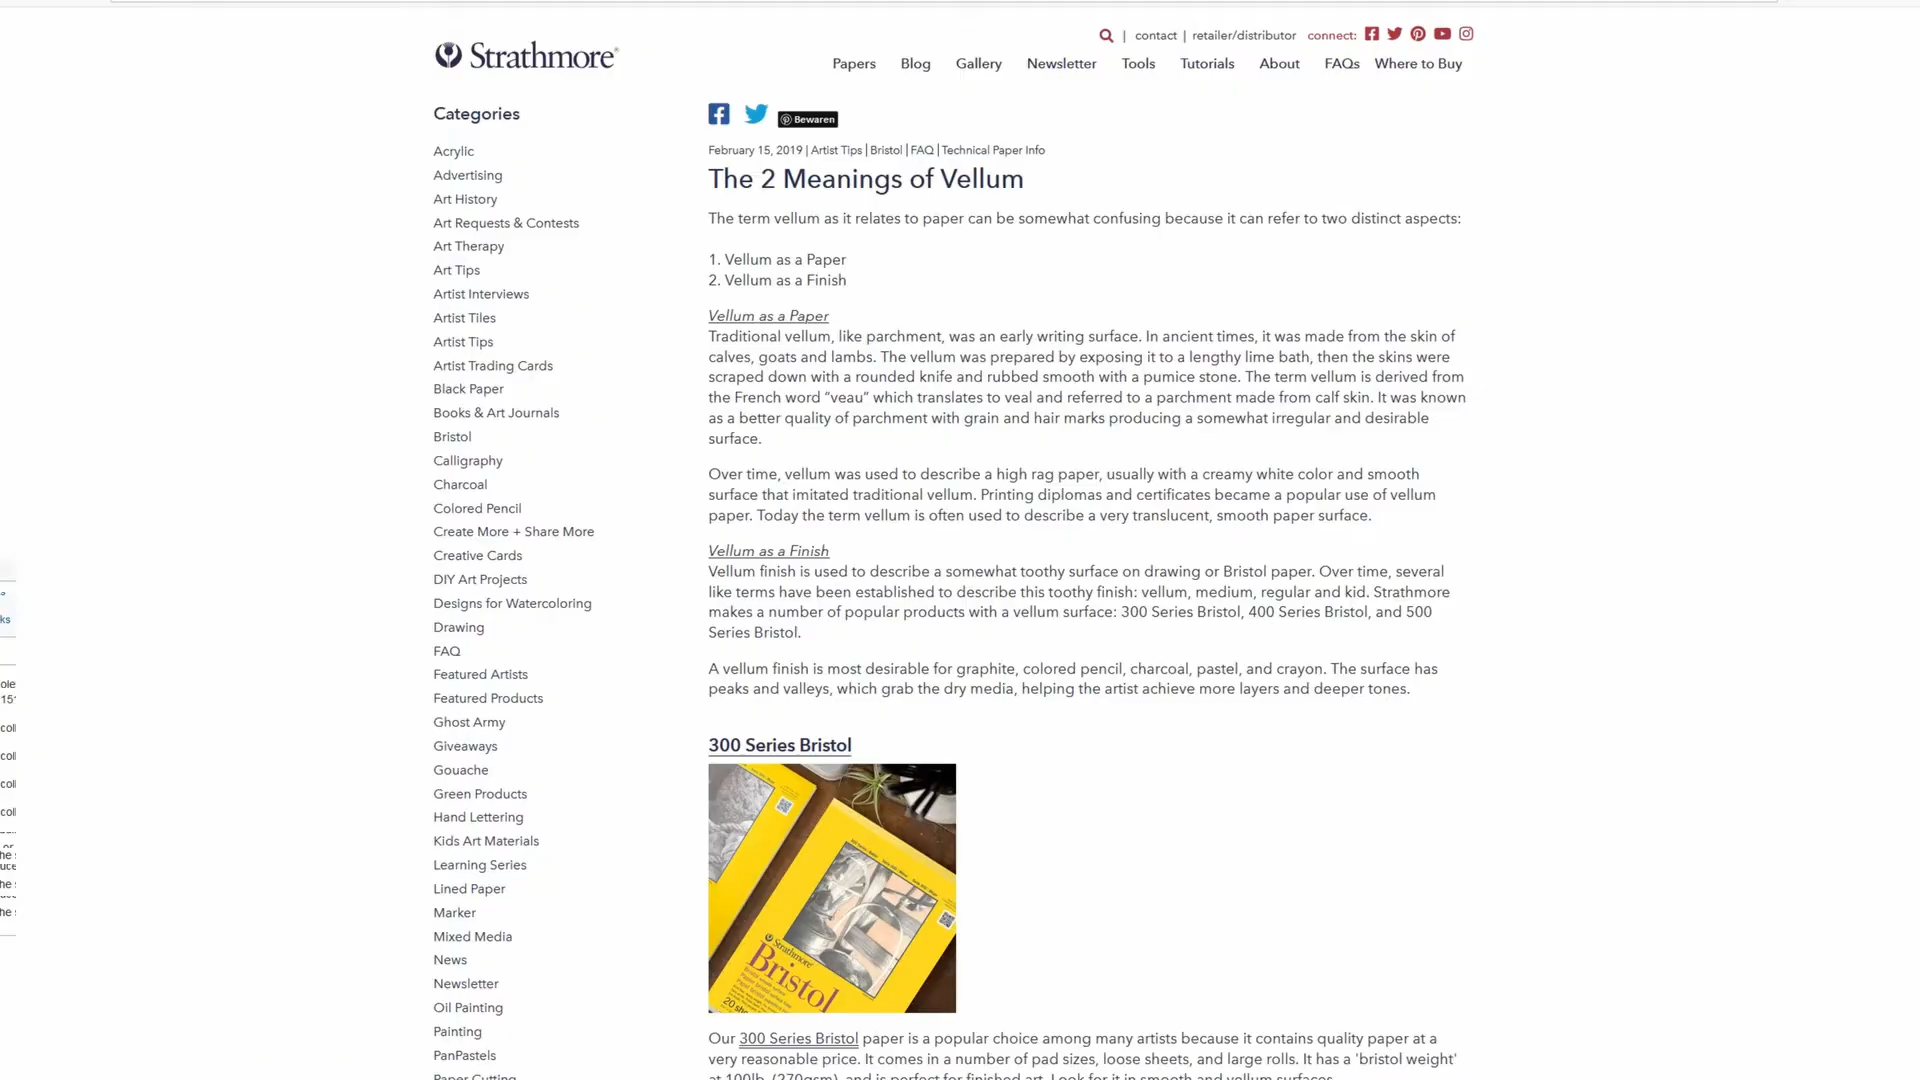 | contact | retailer/distributor connect:
Strathmore
Papers Blog Gallery Newsletter Tools Tutorials About FAQs Where to Buy
Categories
Acrylic
Advertising
Art History
Art Requests & Contests
Art Therapy
Art Tips
Artist Interviews
Artist Tiles
Artist Tips
Artist Trading Cards
Black Paper
Books & Art Journals
Bristol
Calligraphy
Charcoal
Colored Pencil
Create More + Share More
Creative Cards
DIY Art Projects
Designs for Watercoloring
Drawing
FAQ
Featured Artists
Featured Products
Ghost Army
Giveaways
Gouache
Green Products
Hand Lettering
Kids Art Materials
Learning Series
Lined Paper
Marker
Mixed Media
News
Newsletter
Oil Painting
Painting
PanPastels
Paper Cutting
Bewaren
February 15, 2019 | Artist Tips | Bristol | FAQ | Technical Paper Info
The 2 Meanings of Vellum
The term vellum as it relates to paper can be somewhat confusing because it can refer to two distinct aspects:
1. Vellum as a Paper
2. Vellum as a Finish
Vellum as a Paper
Traditional vellum, like parchment, was an early writing surface. In ancient times, it was made from the skin of
calves, goats and lambs. The vellum was prepared by exposing it to a lengthy lime bath, then the skins were
scraped down with a rounded knife and rubbed smooth with a pumice stone. The term vellum is derived from
the French word “veau” which translates to veal and referred to a parchment made from calf skin. It was known
as a better quality of parchment with grain and hair marks producing a somewhat irregular and desirable
surface.
Over time, vellum was used to describe a high rag paper, usually with a creamy white color and smooth
surface that imitated traditional vellum. Printing diplomas and certificates became a popular use of vellum
paper. Today the term vellum is often used to describe a very translucent, smooth paper surface.
Vellum as a Finish
Vellum finish is used to describe a somewhat toothy surface on drawing or Bristol paper. Over time, several
like terms have been established to describe this toothy finish: vellum, medium, regular and kid. Strathmore
makes a number of popular products with a vellum surface: 300 Series Bristol, 400 Series Bristol, and 500
Series Bristol.
A vellum finish is most desirable for graphite, colored pencil, charcoal, pastel, and crayon. The surface has
peaks and valleys, which grab the dry media, helping the artist achieve more layers and deeper tones.
300 Series Bristol
Strathmore
Bristol
Our 300 Series Bristol paper is a popular choice among many artists because it contains quality paper at a
very reasonable price. It comes in a number of pad sizes, loose sheets, and large rolls. It has a 'bristol weight'
at 100lb. (270gsm), and is perfect for finished art. Look for it in smooth and vellum surfaces.